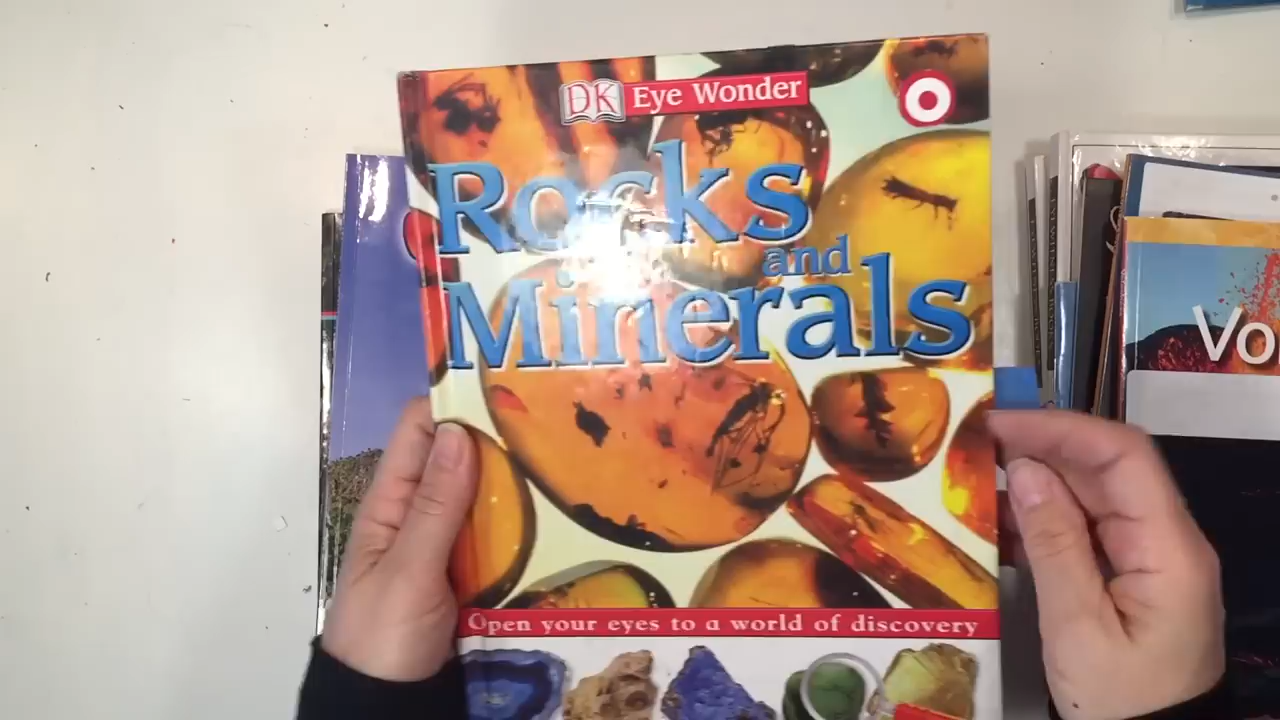 DK Eye Wonder
Rocks
and
Minerals
Open your eyes to a world of discovery
Vo